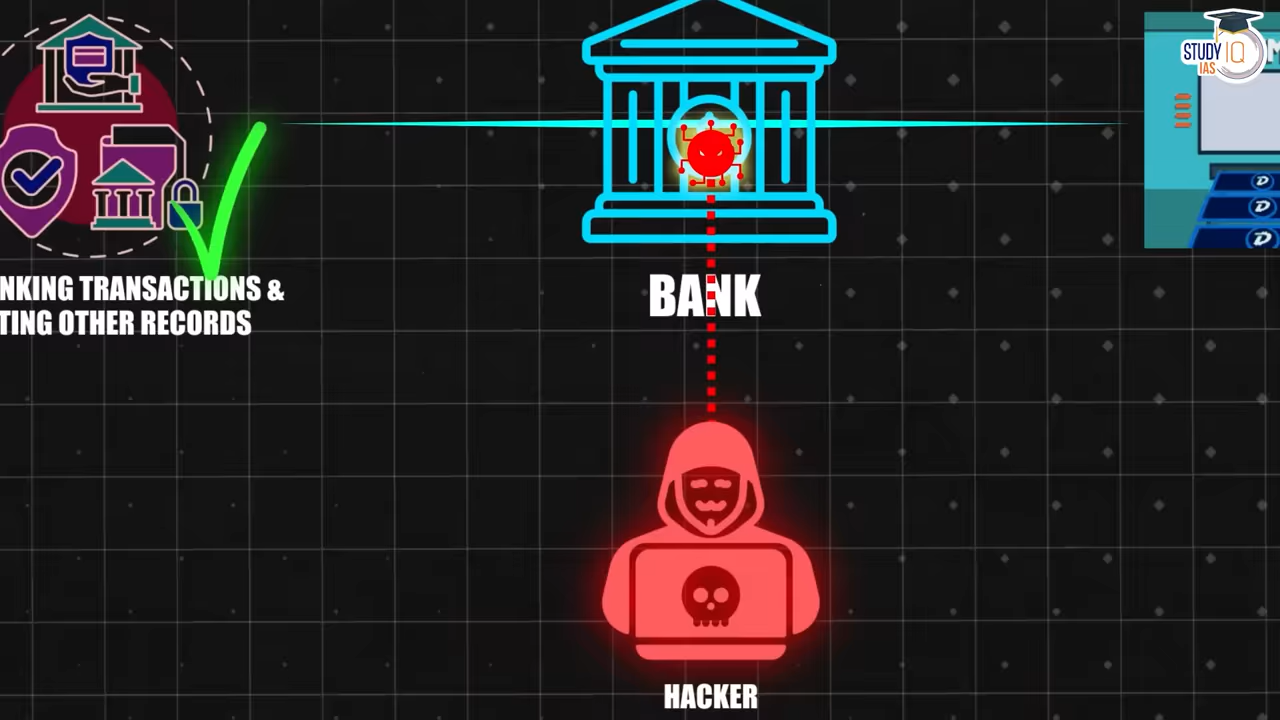 STUDY IQ
IAS
NKING TRANSACTIONS &
TING OTHER RECORDS
BANK
HACKER